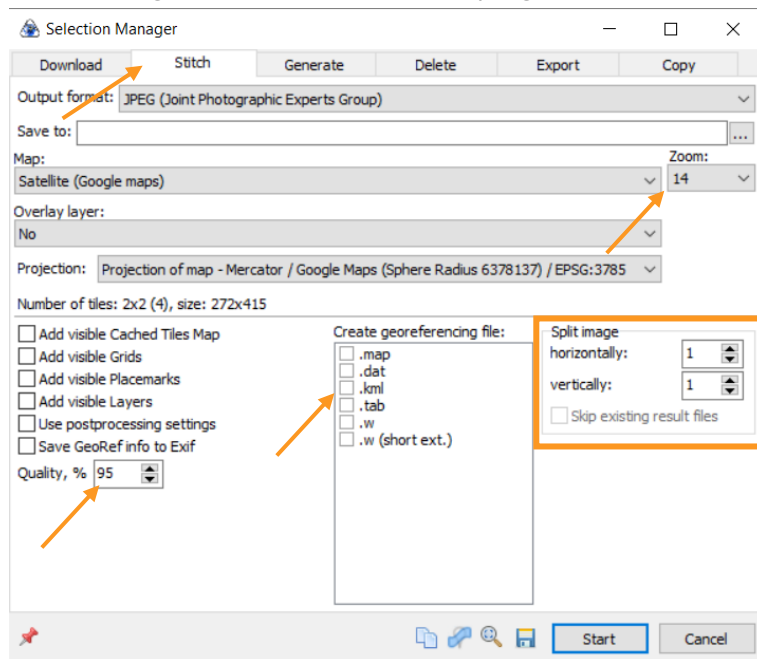 Selection Manager
Download Stitch Generate Delete Export Copy
Output format: JPEG (Joint Photographic Experts Group)
Save to: ...
Map: Zoom:
Satellite (Google maps) 14
Overlay layer:
No
Projection: Projection of map - Mercator / Google Maps (Sphere Radius 6378137) / EPSG:3785
Number of tiles: 2x2 (4), size: 272x415
Add visible Cached Tiles Map
Add visible Grids
Add visible Placemarks
Add visible Layers
Use postprocessing settings
Save GeoRef info to Exif
Quality, % 95
Create georeferencing file:
.map
.dat
.kml
.tab
.w
.w (short ext.)
Split image
horizontally: 1
vertically: 1
Skip existing result files
Start Cancel